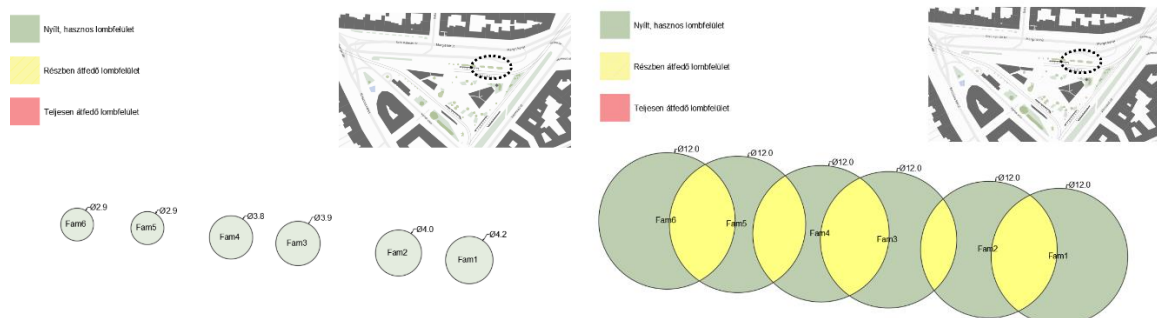 Nyílt, hasznos lombfelület
Részben átfedő lombfelület
Teljesen átfedő lombfelület
Ø2.9
Ø2.9
Ø3.8
Ø3.9
Ø4.0
Ø4.2
Fam6
Fam5
Fam4
Fam3
Fam2
Fam1
Nyílt, hasznos lombfelület
Részben átfedő lombfelület
Teljesen átfedő lombfelület
Ø12.0
Ø12.0
Ø12.0
Ø12.0
Ø12.0
Ø12.0
Fam6
Fam5
Fam4
Fam3
Fam2
Fam1